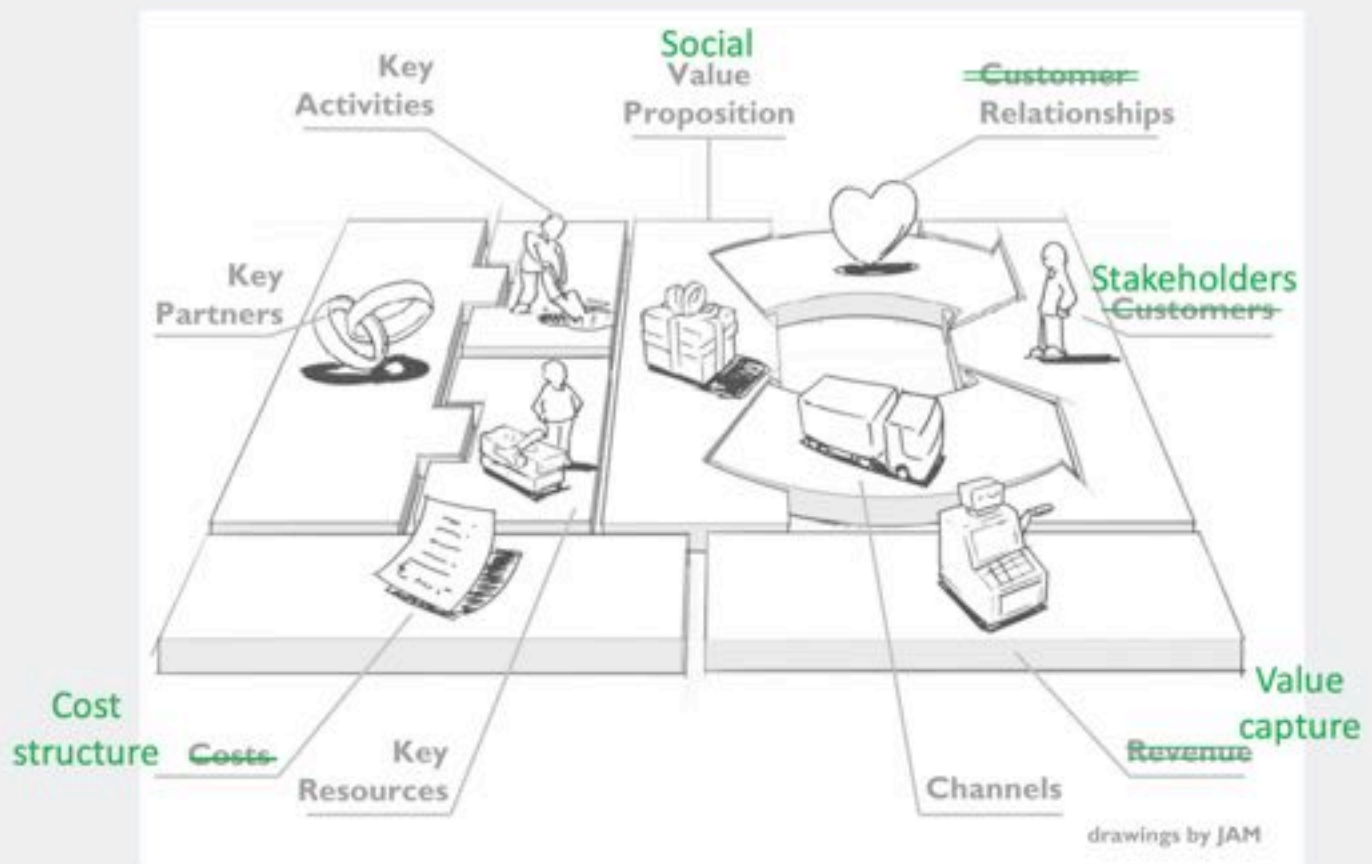 Social
Key
Activities
Value
Proposition
Customer
Relationships
Key
Partners
Stakeholders
Customers
Cost
structure
Costs
Key
Resources
Channels
Value
capture
Revenue
drawings by JAM